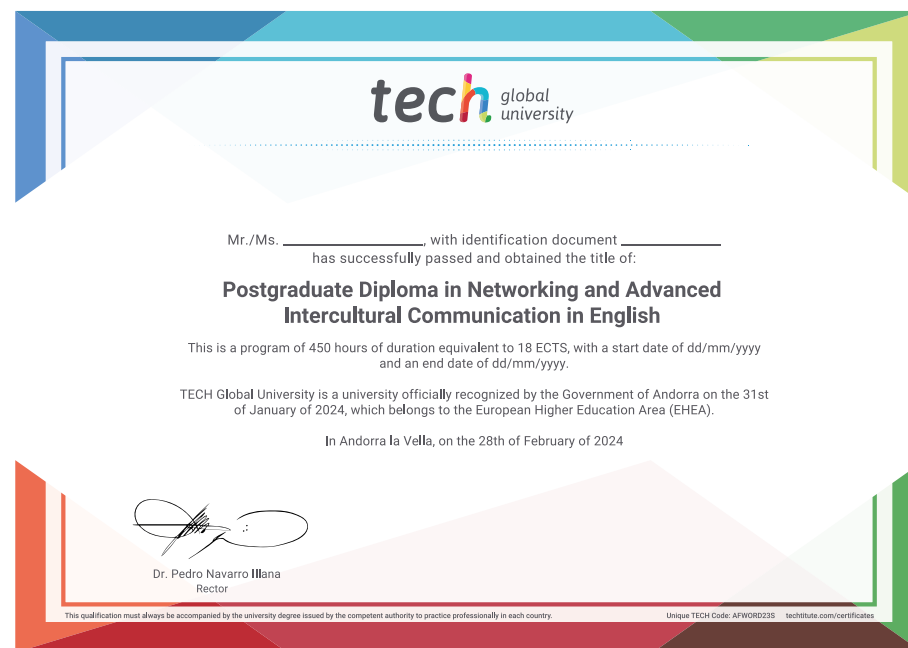 tech global
university
Mr./Ms. ____________________, with identification document ______________
has successfully passed and obtained the title of:
Postgraduate Diploma in Networking and Advanced
Intercultural Communication in English
This is a program of 450 hours of duration equivalent to 18 ECTS, with a start date of dd/mm/yyyy
and an end date of dd/mm/yyyy.
TECH Global University is a university officially recognized by the Government of Andorra on the 31st
of January of 2024, which belongs to the European Higher Education Area (EHEA).
In Andorra la Vella, on the 28th of February of 2024
Dr. Pedro Navarro Illana
Rector
This qualification must always be accompanied by the university degree issued by the competent authority to practice professionally in each country. Unique TECH Code: AFWORD23S techtitute.com/certificates